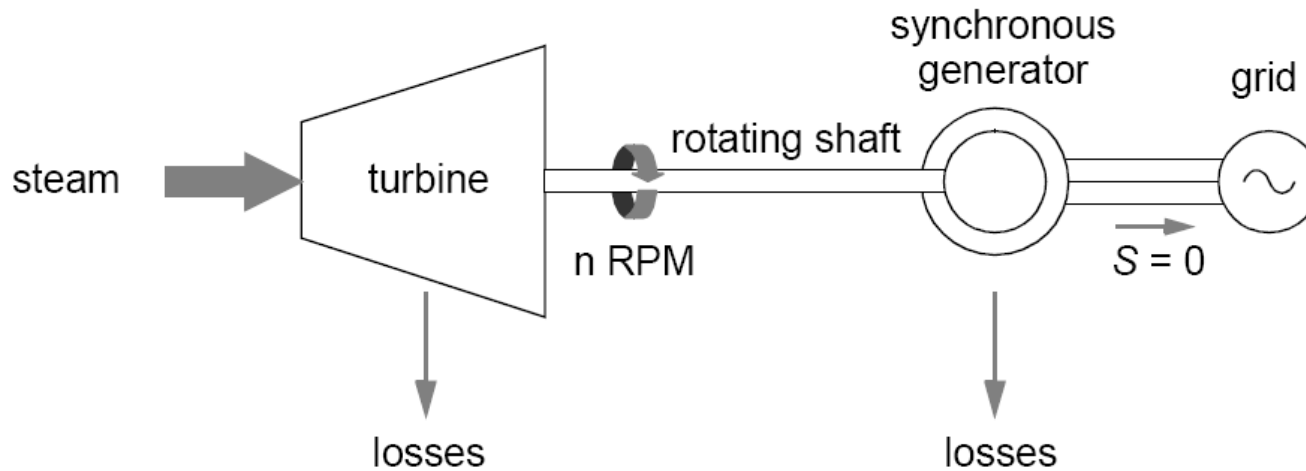 synchronous
generator
grid
rotating shaft
steam
turbine
n RPM
S = 0
losses
losses